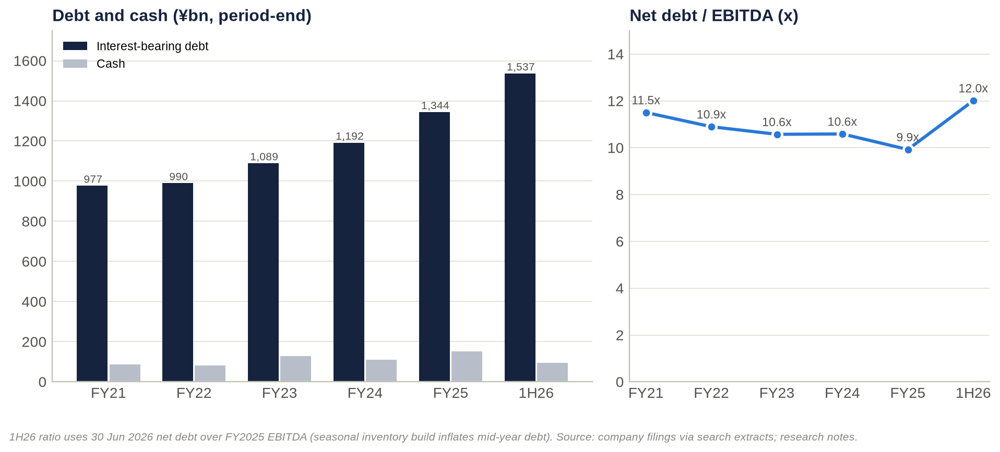 Debt and cash (¥bn, period-end)
Interest-bearing debt
Cash
1600
1400
1200
1000
800
600
400
200
0
977
990
1,089
1,192
1,344
1,537
FY21
FY22
FY23
FY24
FY25
1H26
Net debt / EBITDA (x)
14
12
10
8
6
4
2
0
11.5x
10.9x
10.6x
10.6x
9.9x
12.0x
FY21
FY22
FY23
FY24
FY25
1H26
1H26 ratio uses 30 Jun 2026 net debt over FY2025 EBITDA (seasonal inventory build inflates mid-year debt). Source: company filings via search extracts; research notes.